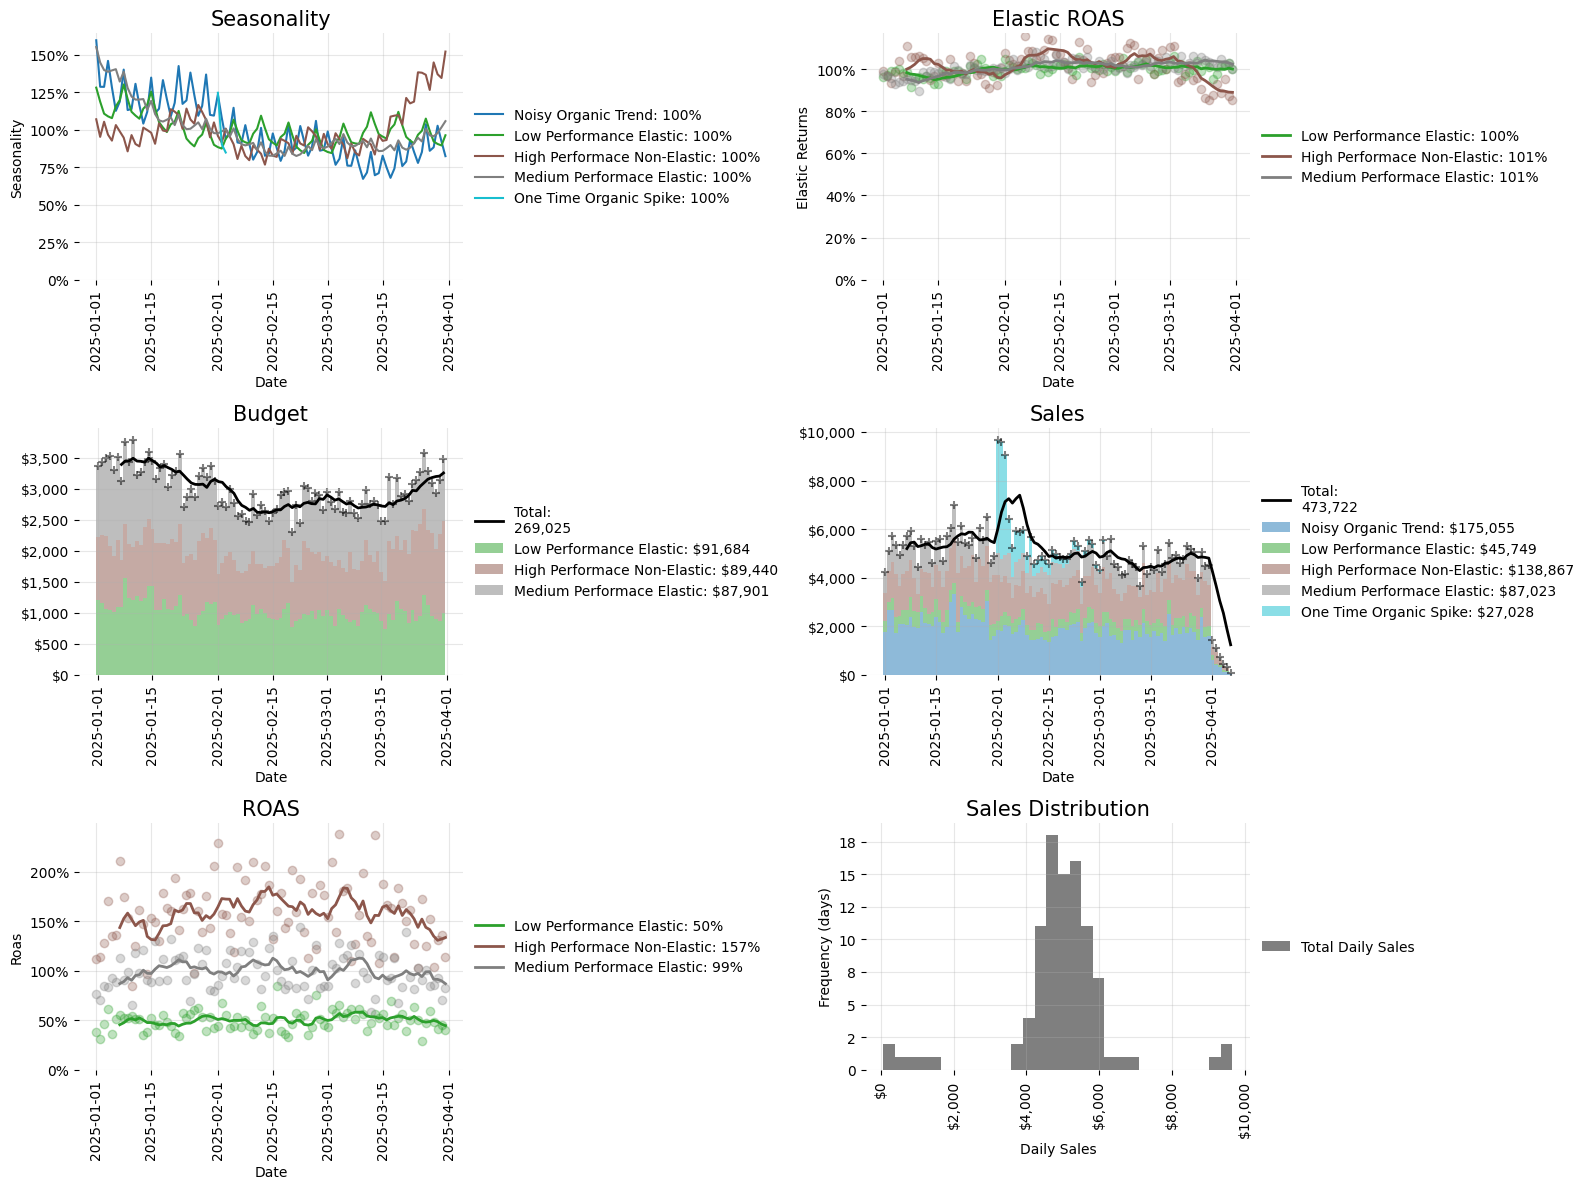 Seasonality
150%
125%
100%
75%
50%
25%
0%
Seasonality
2025-01-01
2025-01-15
2025-02-01
2025-02-15
2025-03-01
2025-03-15
2025-04-01
Date
Noisy Organic Trend: 100%
Low Performance Elastic: 100%
High Performace Non-Elastic: 100%
Medium Performace Elastic: 100%
One Time Organic Spike: 100%
Elastic ROAS
100%
80%
60%
40%
20%
0%
Elastic Returns
2025-01-01
2025-01-15
2025-02-01
2025-02-15
2025-03-01
2025-03-15
2025-04-01
Date
Low Performance Elastic: 100%
High Performace Non-Elastic: 101%
Medium Performace Elastic: 101%
Budget
$3,500
$3,000
$2,500
$2,000
$1,500
$1,000
$500
$0
2025-01-01
2025-01-15
2025-02-01
2025-02-15
2025-03-01
2025-03-15
2025-04-01
Date
Total:
269,025
Low Performance Elastic: $91,684
High Performace Non-Elastic: $89,440
Medium Performace Elastic: $87,901
Sales
$10,000
$8,000
$6,000
$4,000
$2,000
$0
2025-01-01
2025-01-15
2025-02-01
2025-02-15
2025-03-01
2025-03-15
2025-04-01
Date
Total:
473,722
Noisy Organic Trend: $175,055
Low Performance Elastic: $45,749
High Performace Non-Elastic: $138,867
Medium Performace Elastic: $87,023
One Time Organic Spike: $27,028
ROAS
200%
150%
100%
50%
0%
Roas
2025-01-01
2025-01-15
2025-02-01
2025-02-15
2025-03-01
2025-03-15
2025-04-01
Date
Low Performance Elastic: 50%
High Performace Non-Elastic: 157%
Medium Performace Elastic: 99%
Sales Distribution
18
15
12
10
8
5
2
0
Frequency (days)
$0
$2,000
$4,000
$6,000
$8,000
$10,000
Daily Sales
Total Daily Sales